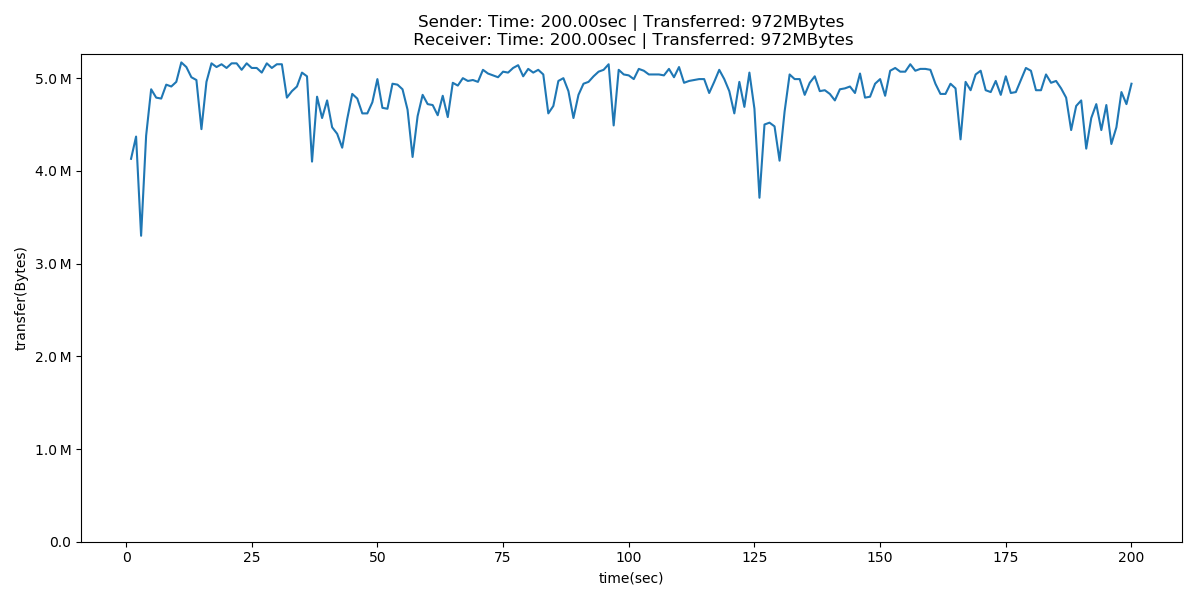 Sender: Time: 200.00sec | Transferred: 972MBytes
Receiver: Time: 200.00sec | Transferred: 972MBytes
5.0 M
4.0 M
3.0 M
2.0 M
1.0 M
0.0
transfer(Bytes)
0 25 50 75 100 125 150 175 200
time(sec)